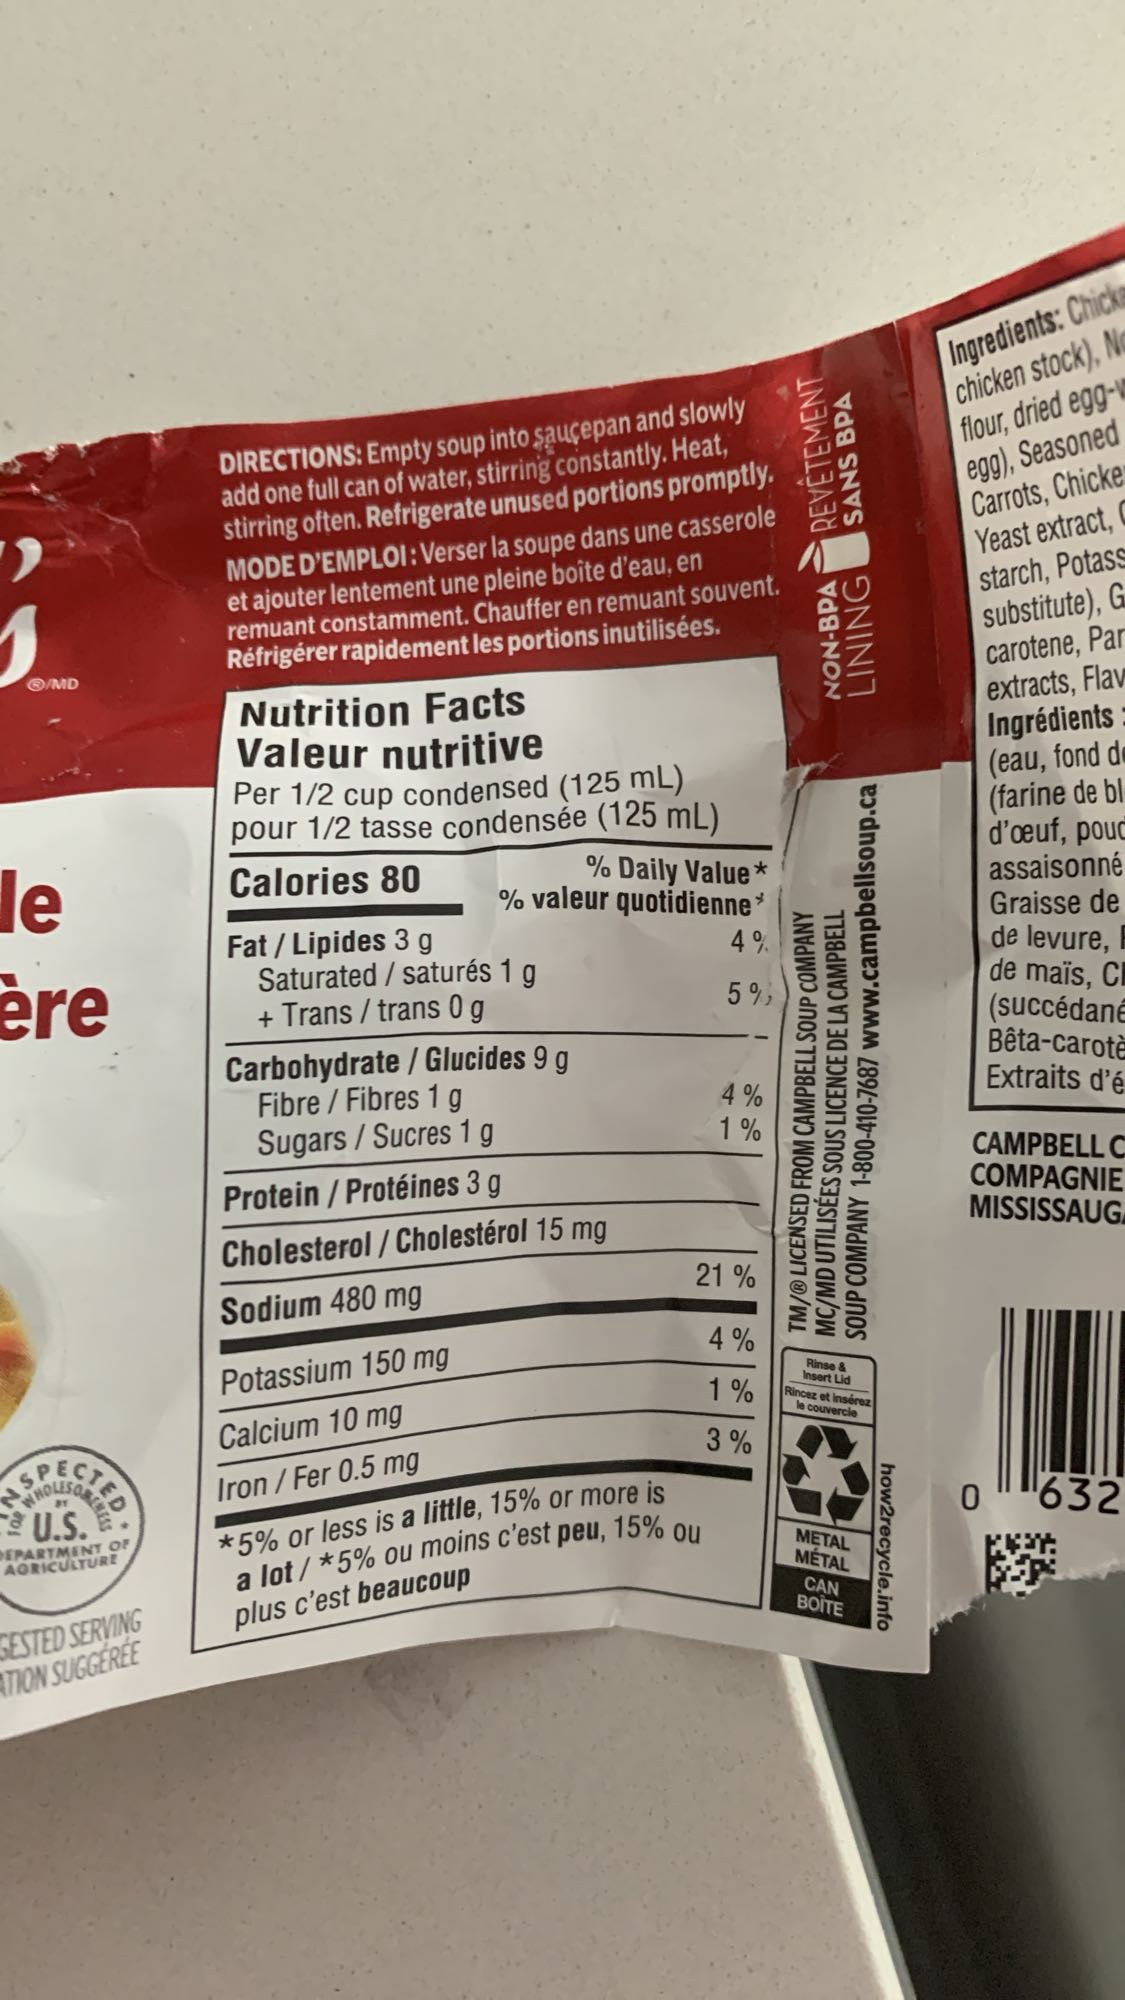 ®/MD
le
ère
INSPECTED
FOR WHOLESOMENESS
BY
U.S.
DEPARTMENT OF
AGRICULTURE
SERVING
SUGGÉRÉE
DIRECTIONS: Empty soup into saucepan and slowly
add one full can of water, stirring constantly. Heat,
stirring often. Refrigerate unused portions promptly.
MODE D'EMPLOI: Verser la soupe dans une casserole
et ajouter lentement une pleine boîte d'eau, en
remuant constamment. Chauffer en remuant souvent.
Réfrigérer rapidement les portions inutilisées.
Nutrition Facts
Valeur nutritive
Per 1/2 cup condensed (125 mL)
pour 1/2 tasse condensée (125 mL)
Calories 80
% Daily Value*
% valeur quotidienne*
Fat / Lipides 3 g 4 %
Saturated / saturés 1 g
+ Trans / trans 0 g 5 %
Carbohydrate / Glucides 9 g
Fibre / Fibres 1 g 4 %
Sugars / Sucres 1 g 1 %
Protein / Protéines 3 g
Cholesterol / Cholestérol 15 mg
Sodium 480 mg 21 %
Potassium 150 mg 4 %
Calcium 10 mg 1 %
Iron / Fer 0.5 mg 3 %
*5% or less is a little, 15% or more is
a lot / *5% ou moins c'est peu, 15% ou
plus c'est beaucoup
NON-BPA REVÊTEMENT
LINING SANS BPA
TM/® LICENSED FROM CAMPBELL SOUP COMPANY
MC/MD UTILISÉES SOUS LICENCE DE LA CAMPBELL
SOUP COMPANY 1-800-410-7687 www.campbellsoup.ca
Rinse &
Insert Lid
Rincez et insérez
le couvercle
METAL
MÉTAL
CAN
BOÎTE
how2recycle.info
Ingredients:
chicken stock),
flour, dried
egg), Seasoned
Carrots,
Yeast extract,
starch,
substitute),
carotene,
extracts,
Ingrédients :
(eau, fond
(farine de
d'œuf,
assaisonné
Graisse de
de levure,
de maïs,
(succédané
Extraits
CAMPBELL
COMPAGNIE
0 632